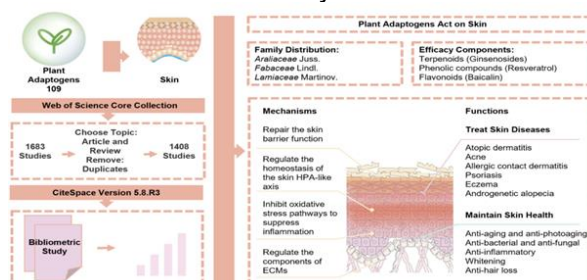 Plant
Adaptogens
109
Skin
Web of Science Core Collection
1683
Studies
Choose Topic:
Article and
Review
Remove:
Duplicates
1408
Studies
CiteSpace Version 5.8.R3
Bibliometric
Study
Plant Adaptogens Act on Skin
Family Distribution:
Araliaceae Juss.
Fabaceae Lindl.
Lamiaceae Martinov.
Efficacy Components:
Terpenoids (Ginsenosides)
Phenolic compounds (Resveratrol)
Flavonoids (Baicalin)
Mechanisms
Repair the skin
barrier function
Regulate the
homeostasis of
the skin HPA-like
axis
Inhibit oxidative
stress pathways to
suppress
inflammation
Regulate the
components of
ECMs
Functions
Treat Skin Diseases
Atopic dermatitis
Acne
Allergic contact dermatitis
Psoriasis
Eczema
Androgenetic alopecia
Maintain Skin Health
Anti-aging and anti-photoaging
Anti-bacterial and anti-fungal
Anti-inflammatory
Whitening
Anti-hair loss